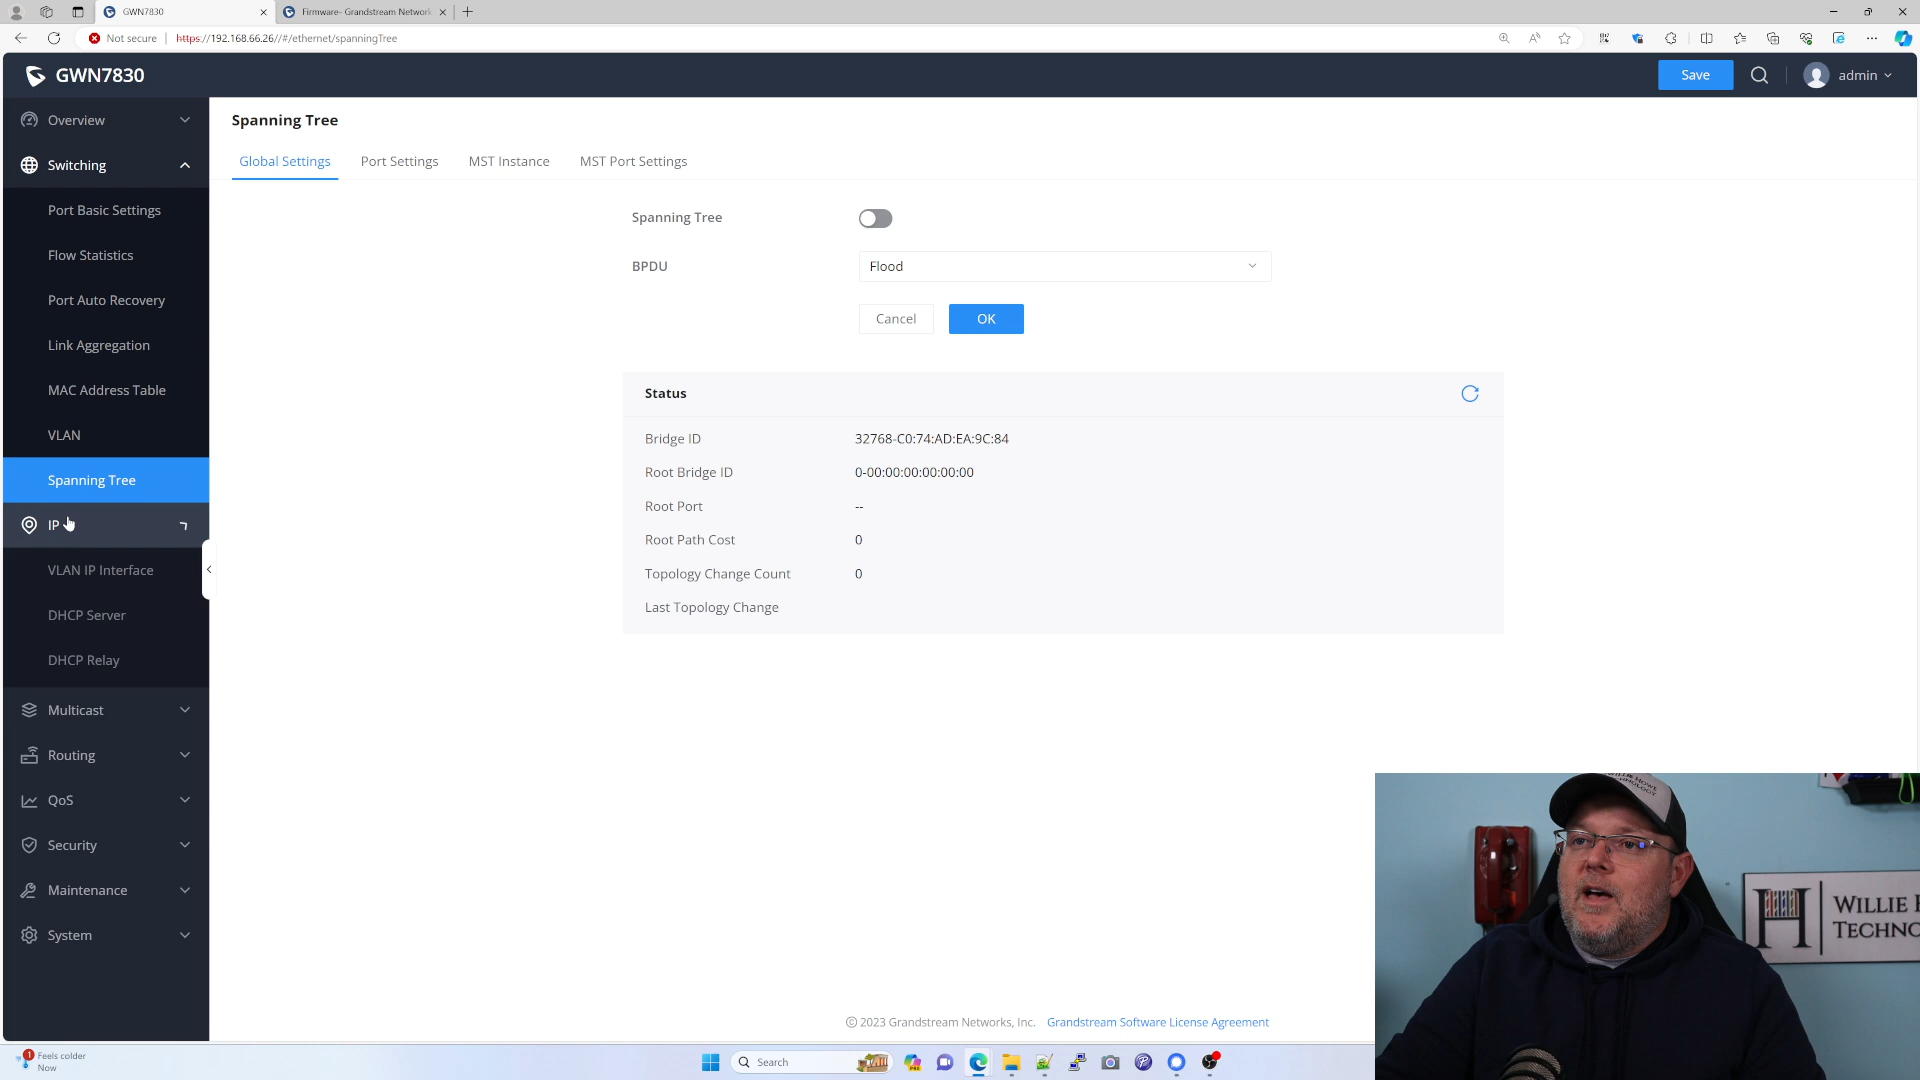 GWN7830
Firmware- Grandstream Network
Not secure
https://192.168.66.26//#/ethernet/spanningTree
GWN7830
Save
admin
Overview
Switching
Port Basic Settings
Flow Statistics
Port Auto Recovery
Link Aggregation
MAC Address Table
VLAN
Spanning Tree
IP
VLAN IP Interface
DHCP Server
DHCP Relay
Multicast
Routing
QoS
Security
Maintenance
System
Spanning Tree
Global Settings
Port Settings
MST Instance
MST Port Settings
Spanning Tree
BPDU
Flood
Cancel
OK
Status
Bridge ID
32768-C0:74:AD:EA:9C:84
Root Bridge ID
0-00:00:00:00:00:00
Root Port
--
Root Path Cost
0
Topology Change Count
0
Last Topology Change
© 2023 Grandstream Networks, Inc.
Grandstream Software License Agreement
WILLIE H
TECHNO
1
Feels colder
Now
Search